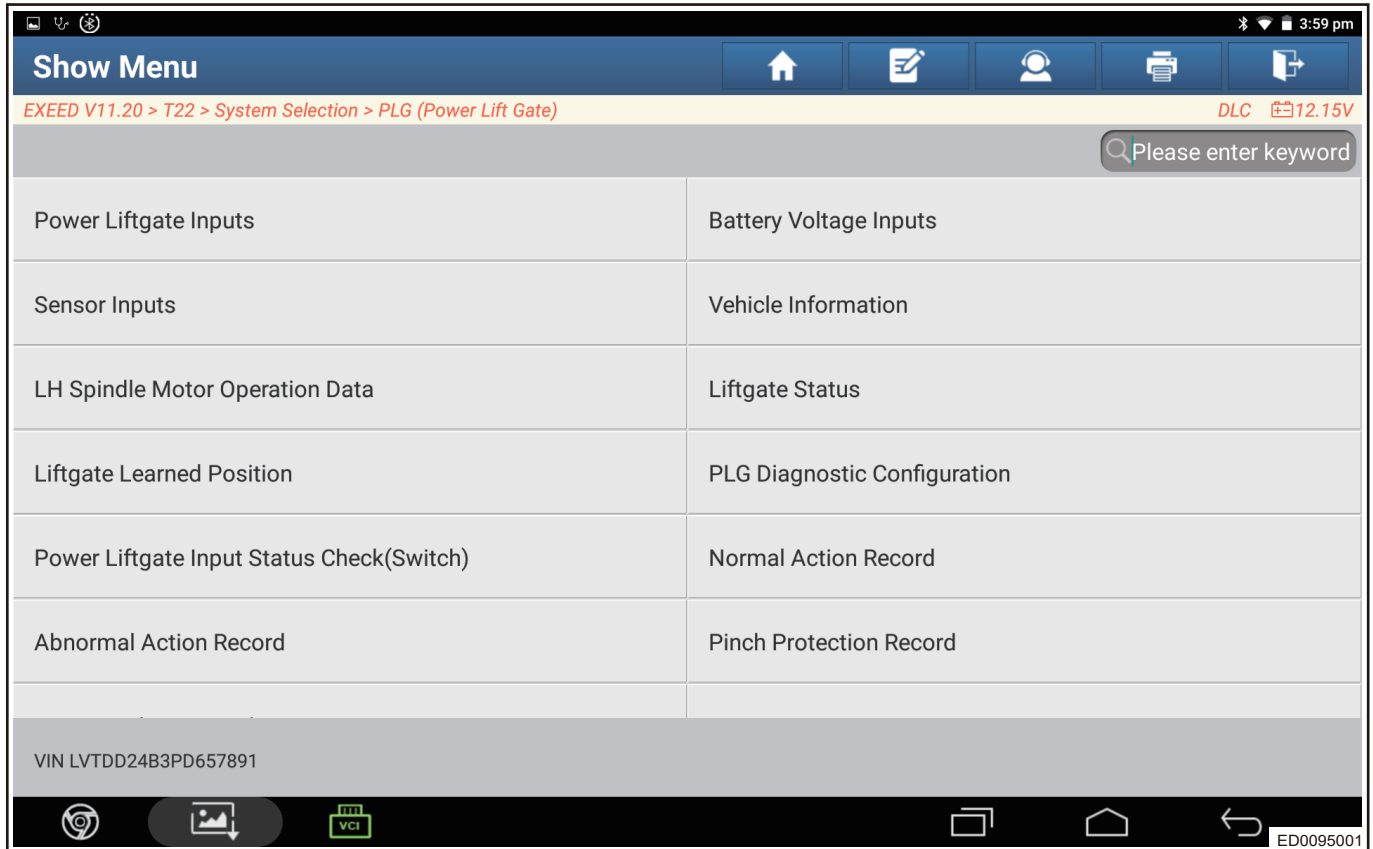 3:59 pm
Show Menu
EXEED V11.20 > T22 > System Selection > PLG (Power Lift Gate)
DLC 12.15V
Please enter keyword
Power Liftgate Inputs
Battery Voltage Inputs
Sensor Inputs
Vehicle Information
LH Spindle Motor Operation Data
Liftgate Status
Liftgate Learned Position
PLG Diagnostic Configuration
Power Liftgate Input Status Check(Switch)
Normal Action Record
Abnormal Action Record
Pinch Protection Record
VIN LVTDD24B3PD657891
VCI
ED0095001